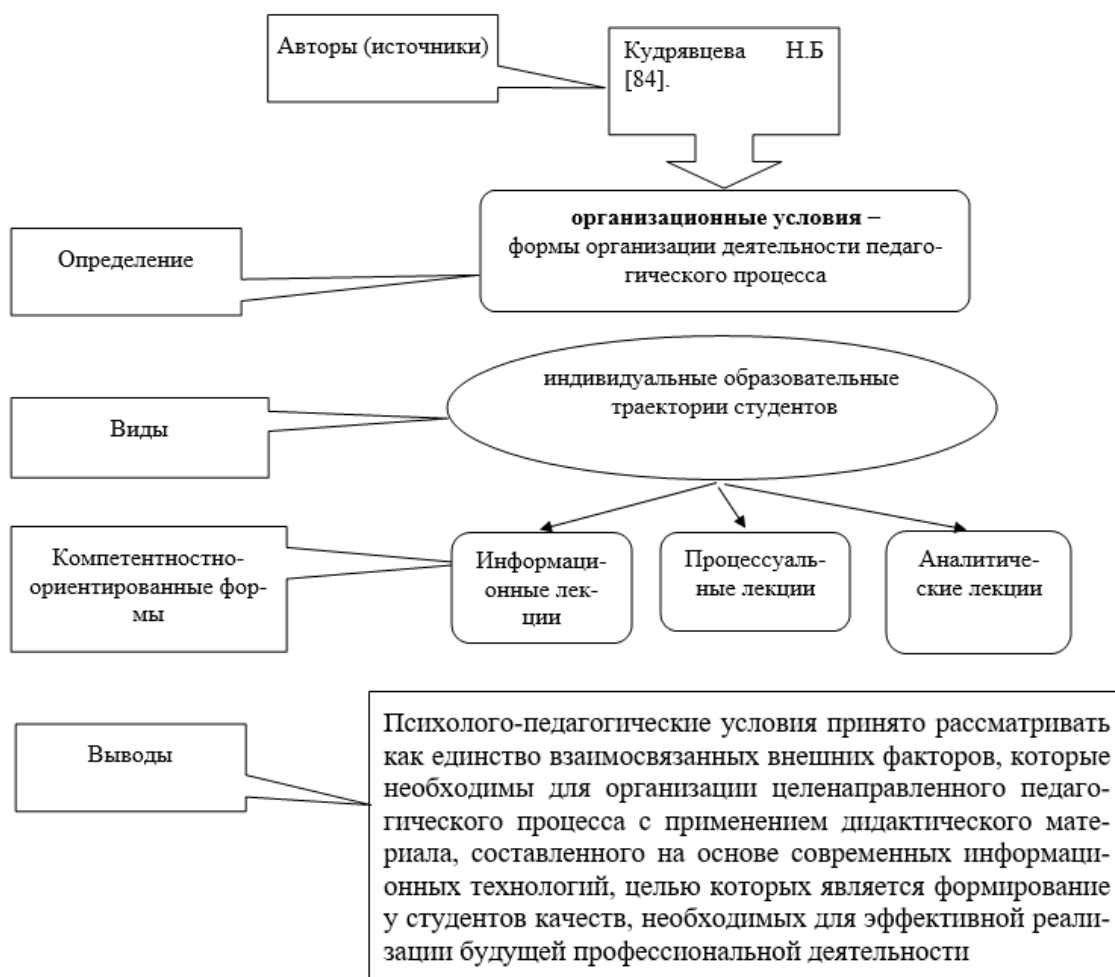 Авторы (источники)
Кудрявцева Н.Б
[84].
организационные условия –
формы организации деятельности педаго-
гического процесса
Определение
индивидуальные образовательные
траектории студентов
Виды
Компетентностно-
ориентированные фор-
мы
Информаци-
онные лек-
ции
Процессуаль-
ные лекции
Аналитиче-
ские лекции
Выводы
Психолого-педагогические условия принято рассматривать
как единство взаимосвязанных внешних факторов, которые
необходимы для организации целенаправленного педаго-
гического процесса с применением дидактического мате-
риала, составленного на основе современных информаци-
онных технологий, целью которых является формирование
у студентов качеств, необходимых для эффективной реали-
зации будущей профессиональной деятельности